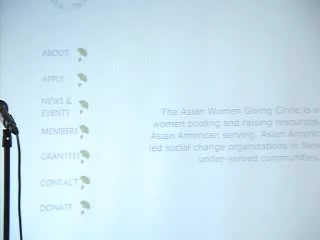 ABOUT
APPLY
NEWS &
EVENTS
MEMBERS
GRANTEES
CONTACT
DONATE
The Asian Women Giving Circle is
women pooling and raising resources
Asian American serving, Asian
led social change organizations in
under-served communities.